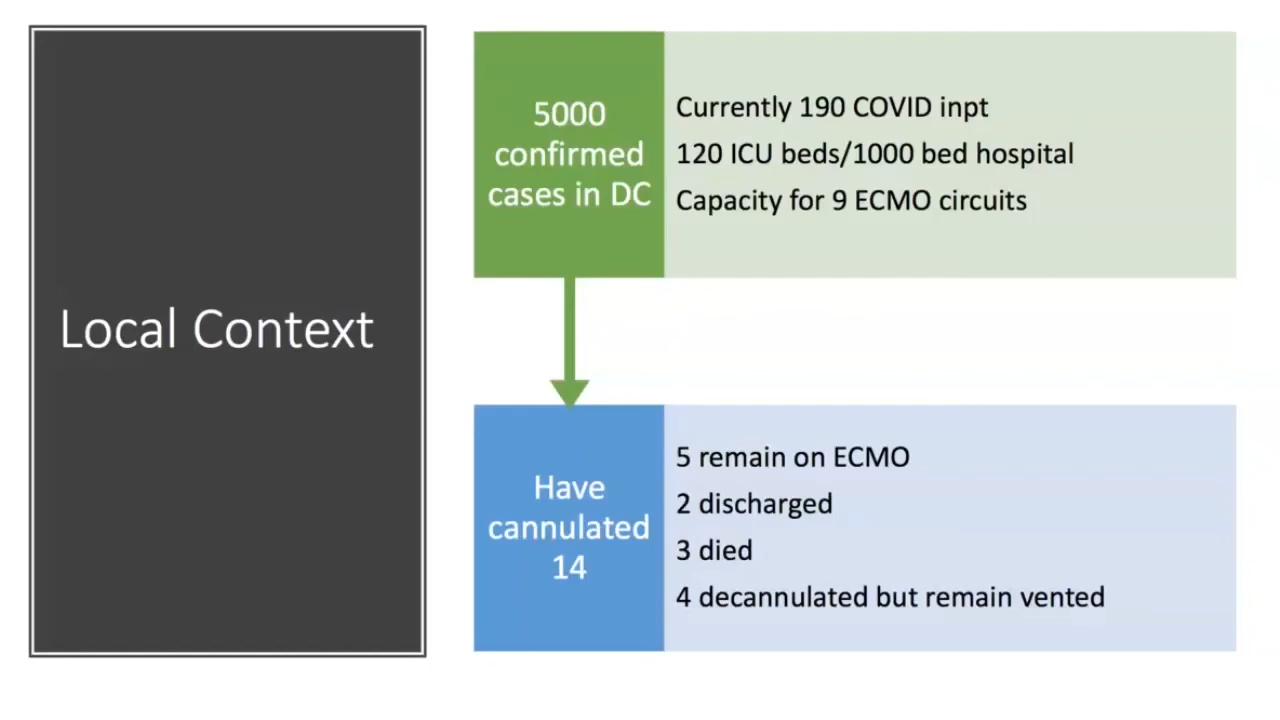 Local Context
5000
confirmed
cases in DC
Currently 190 COVID inpt
120 ICU beds/1000 bed hospital
Capacity for 9 ECMO circuits
Have
cannulated
14
5 remain on ECMO
2 discharged
3 died
4 decannulated but remain vented